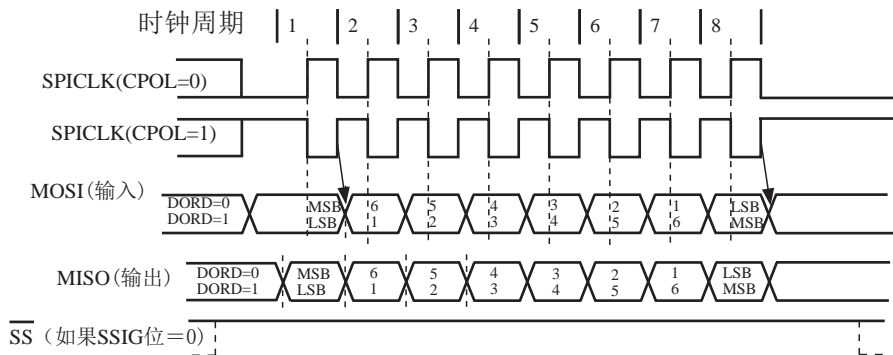 时钟周期 1 2 3 4 5 6 7 8
SPICLK(CPOL=0)
SPICLK(CPOL=1)
MOSI(输入)
DORD=0 MSB 6 5 4 3 2 1 LSB
DORD=1 LSB 1 2 3 4 5 6 MSB
MISO(输出)
DORD=0 MSB 6 5 4 3 2 1 LSB
DORD=1 LSB 1 2 3 4 5 6 MSB
SS(如果SSIG位=0)